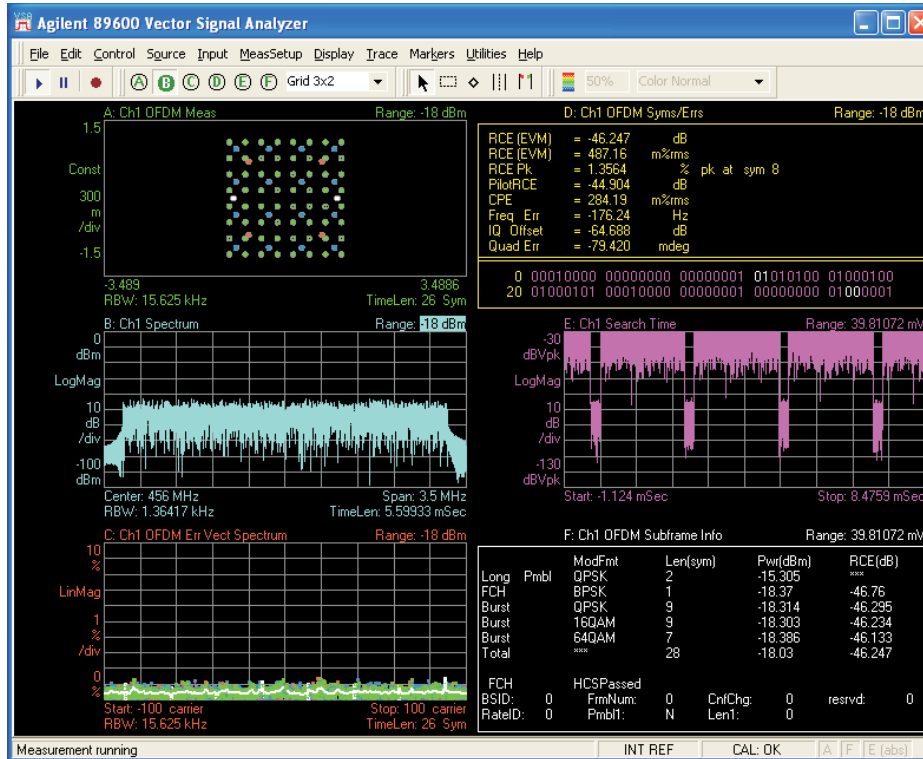 Agilent 89600 Vector Signal Analyzer
File Edit Control Source Input MeasSetup Display Trace Markers Utilities Help
A B C D E F Grid 3x2 50% Color Normal
A: Ch1 OFDM Meas Range: -18 dBm
1.5
Const
300
m
/div
-1.5
-3.489 3.4886
RBW: 15.625 kHz TimeLen: 26 Sym
D: Ch1 OFDM Syms/Errs Range: -18 dBm
RCE (EVM) = -46.247 dB
RCE (EVM) = 487.16 m%rms
RCE Pk = 1.3564 % pk at sym 8
PilotRCE = -44.904 dB
CPE = 284.19 m%rms
Freq Err = -176.24 Hz
IQ Offset = -64.688 dB
Quad Err = -79.420 mdeg
0 00010000 00000000 00000001 01010100 01000100
20 01000101 00010000 00000001 00000000 01000001
B: Ch1 Spectrum Range: -18 dBm
0
dBm
LogMag
10
dB
/div
-100
dBm
Center: 456 MHz Span: 3.5 MHz
RBW: 1.36417 kHz TimeLen: 5.59933 mSec
E: Ch1 Search Time Range: 39.81072 mV
-30
dBVpk
LogMag
10
dB
/div
-130
dBVpk
Start: -1.124 mSec Stop: 8.4759 mSec
C: Ch1 OFDM Err Vect Spectrum Range: -18 dBm
10
%
LinMag
1
%
/div
0
%
Start: -100 carrier Stop: 100 carrier
RBW: 15.625 kHz TimeLen: 26 Sym
F: Ch1 OFDM Subframe Info Range: 39.81072 mV
ModFmt Len(sym) Pwr(dBm) RCE(dB)
Long Pmbl QPSK 2 -15.305 ***
FCH BPSK 1 -18.37 -46.76
Burst QPSK 9 -18.314 -46.295
Burst 16QAM 9 -18.303 -46.234
Burst 64QAM 7 -18.386 -46.133
Total *** 28 -18.03 -46.247
FCH HCSPassed
BSID: 0 FrmNum: 0 CnfChg: 0 resrvd: 0
RateID: 0 Pmbl1: N Len1: 0
Measurement running INT REF CAL: OK A F E (abs)